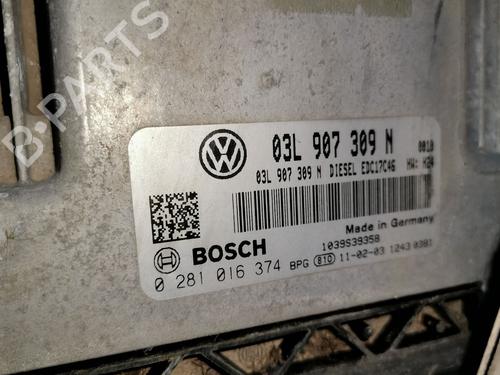 B-PARTS
03L 907 309 N 0010
03L 907 309 N DIESEL EDC17C46 HW: H24
Made in Germany
1039S39358
BOSCH
0 281 016 374 BPG 810 11-02-03 1243 0381